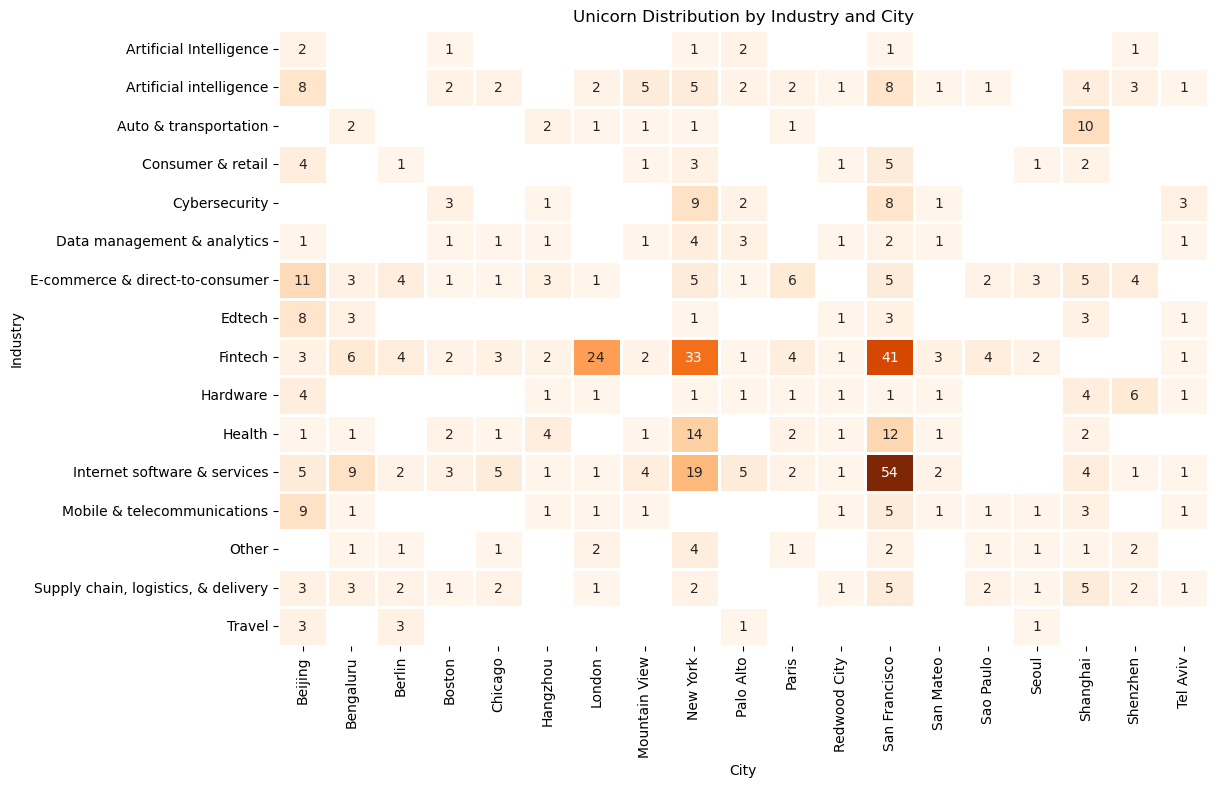 Unicorn Distribution by Industry and City
Industry
Artificial Intelligence 2 1 1 2 1 1
Artificial intelligence 8 2 2 2 5 5 2 2 1 8 1 1 4 3 1
Auto & transportation 2 2 1 1 1 1 10
Consumer & retail 4 1 1 3 1 5 1 2
Cybersecurity 3 1 9 2 8 1 3
Data management & analytics 1 1 1 1 1 4 3 1 2 1 1
E-commerce & direct-to-consumer 11 3 4 1 1 3 1 5 1 6 5 2 3 5 4
Edtech 8 3 1 1 3 3 1
Fintech 3 6 4 2 3 2 24 2 33 1 4 1 41 3 4 2 1
Hardware 4 1 1 1 1 1 1 1 1 4 6 1
Health 1 1 2 1 4 1 14 2 1 12 1 2
Internet software & services 5 9 2 3 5 1 1 4 19 5 2 1 54 2 4 1 1
Mobile & telecommunications 9 1 1 1 1 1 5 1 1 1 3 1
Other 1 1 1 2 4 1 2 1 1 1 2
Supply chain, logistics, & delivery 3 3 2 1 2 1 2 1 5 2 1 5 2 1
Travel 3 3 1 1
Beijing Bengaluru Berlin Boston Chicago Hangzhou London Mountain View New York Palo Alto Paris Redwood City San Francisco San Mateo Sao Paulo Seoul Shanghai Shenzhen Tel Aviv
City